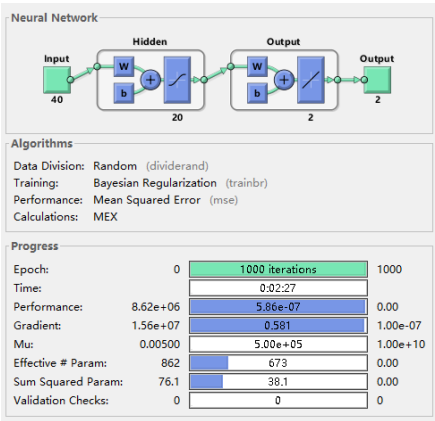 Neural Network
Hidden Output
Input Output
W W
b b
40 20 2 2
Algorithms
Data Division: Random (dividerand)
Training: Bayesian Regularization (trainbr)
Performance: Mean Squared Error (mse)
Calculations: MEX
Progress
Epoch: 0 1000 iterations 1000
Time: 0:02:27
Performance: 8.62e+06 5.86e-07 0.00
Gradient: 1.56e+07 0.581 1.00e-07
Mu: 0.00500 5.00e+05 1.00e+10
Effective # Param: 862 673 0.00
Sum Squared Param: 76.1 38.1 0.00
Validation Checks: 0 0 0